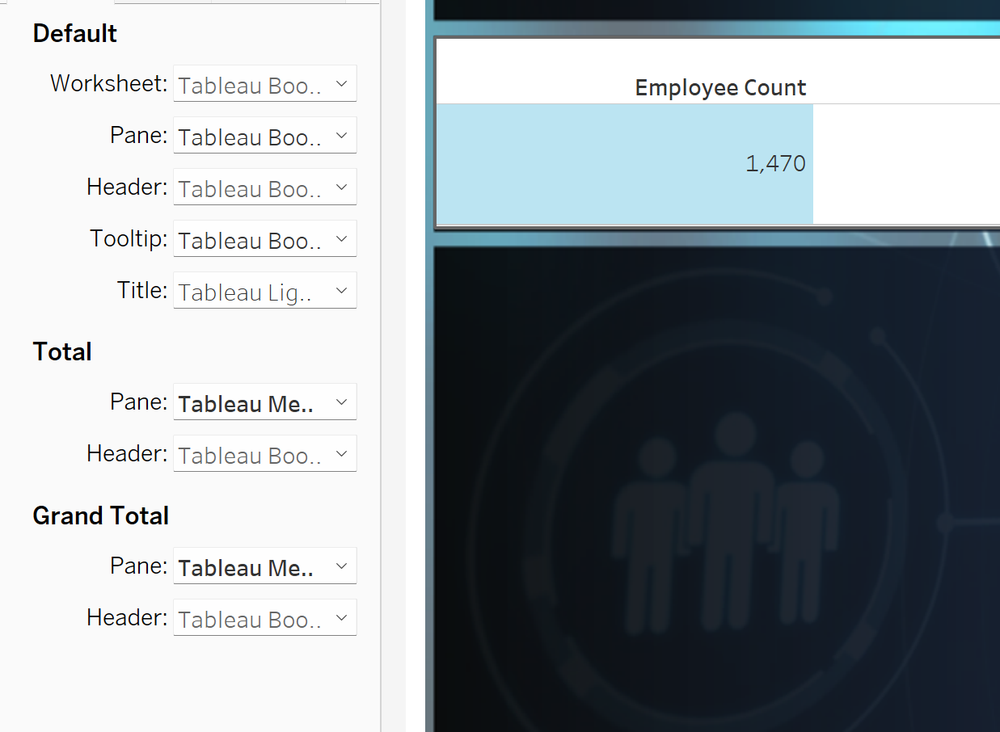 Default
Worksheet: Tableau Boo..
Pane: Tableau Boo..
Header: Tableau Boo..
Tooltip: Tableau Boo..
Title: Tableau Lig..
Total
Pane: Tableau Me..
Header: Tableau Boo..
Grand Total
Pane: Tableau Me..
Header: Tableau Boo..
Employee Count
1,470